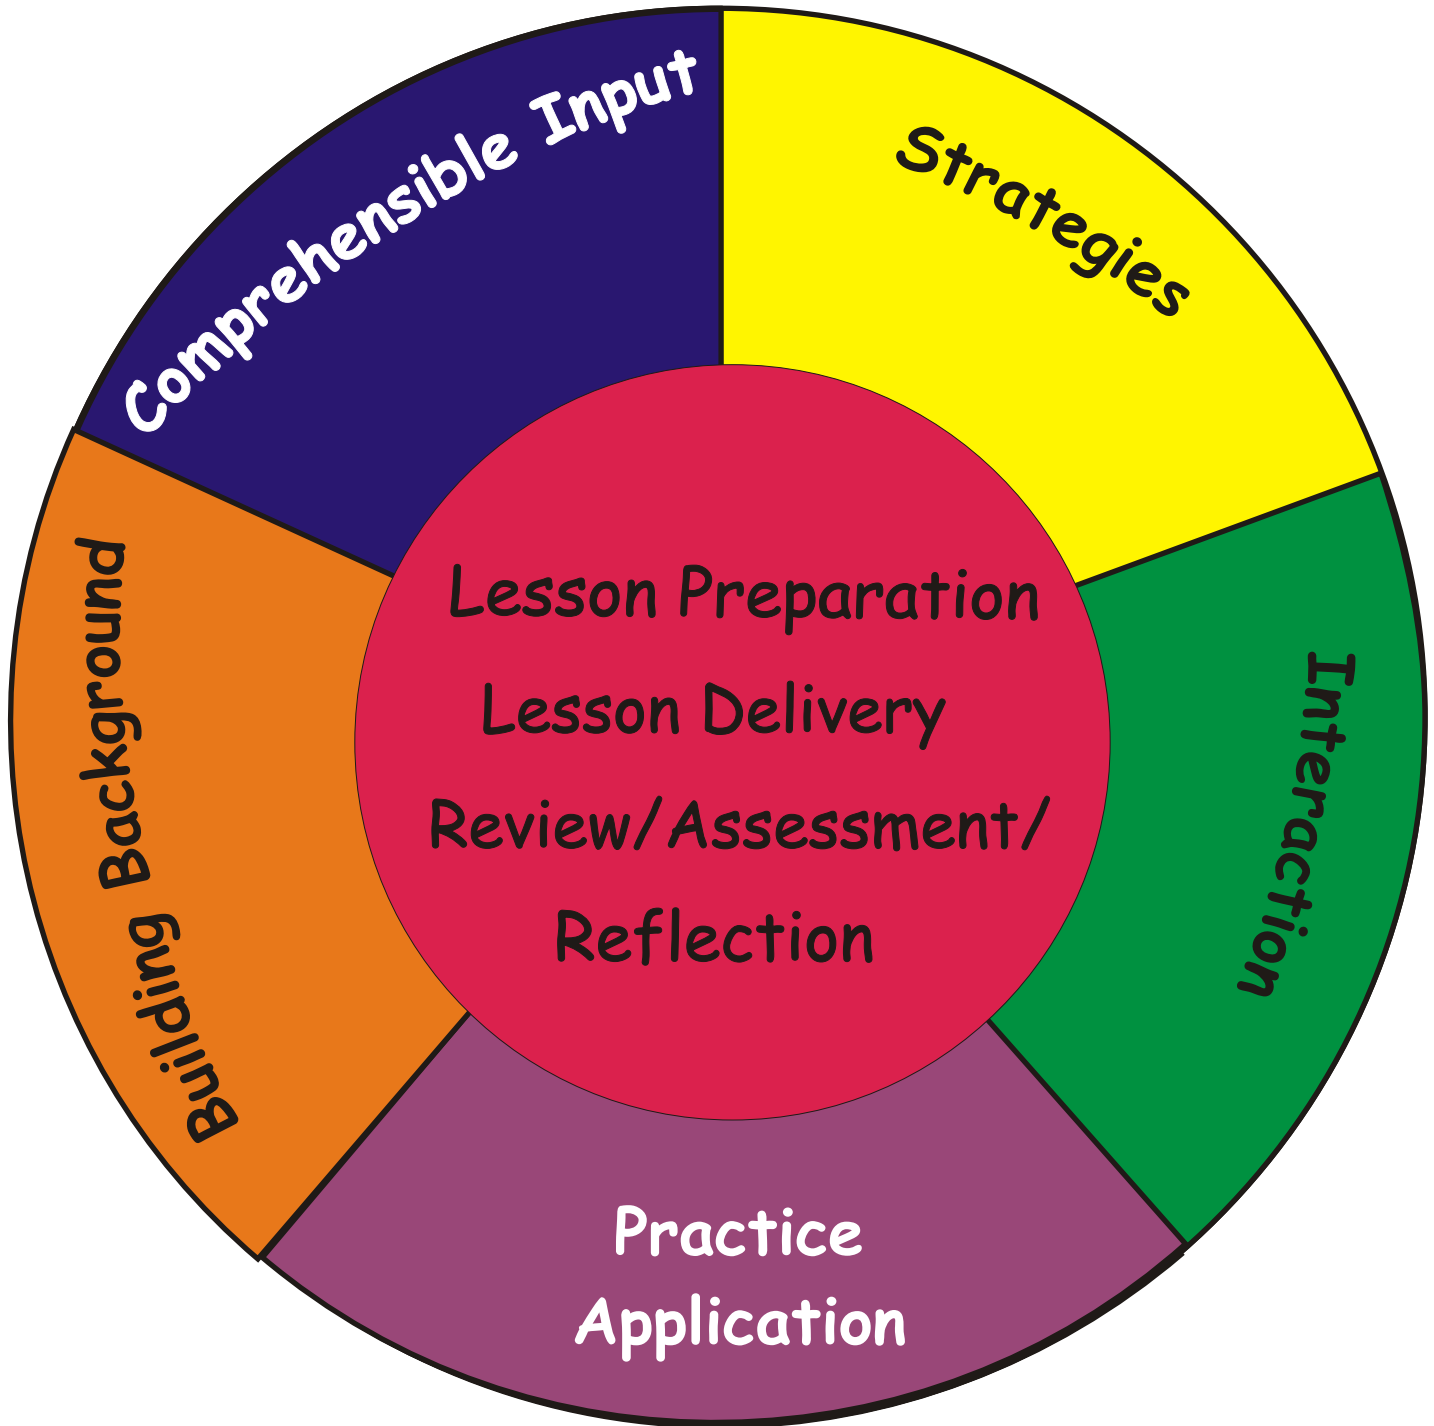 Comprehensible Input
Strategies
Interaction
Practice
Application
Building Background
Lesson Preparation
Lesson Delivery
Review/Assessment/
Reflection